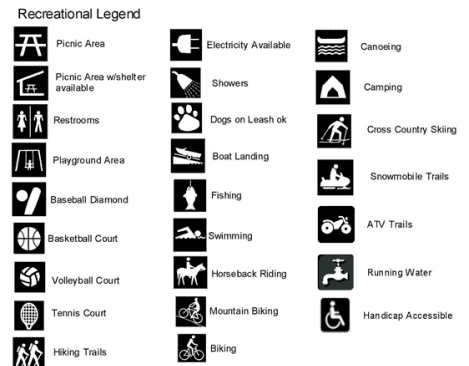 Recreational Legend
Picnic Area
Picnic Area w/shelter
available
Restrooms
Playground Area
Baseball Diamond
Basketball Court
Volleyball Court
Tennis Court
Hiking Trails
Electricity Available
Showers
Dogs on Leash ok
Boat Landing
Fishing
Swimming
Horseback Riding
Mountain Biking
Biking
Canoeing
Camping
Cross Country Skiing
Snowmobile Trails
ATV Trails
Running Water
Handicap Accessible